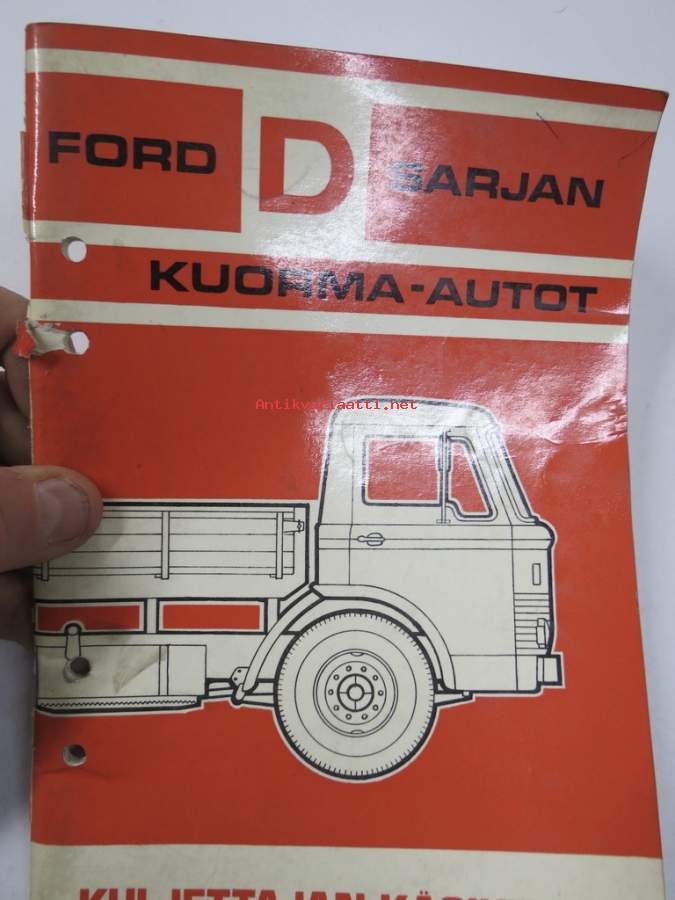 FORD D SARJAN
KUORMA-AUTOT
Antikvariaatti.net